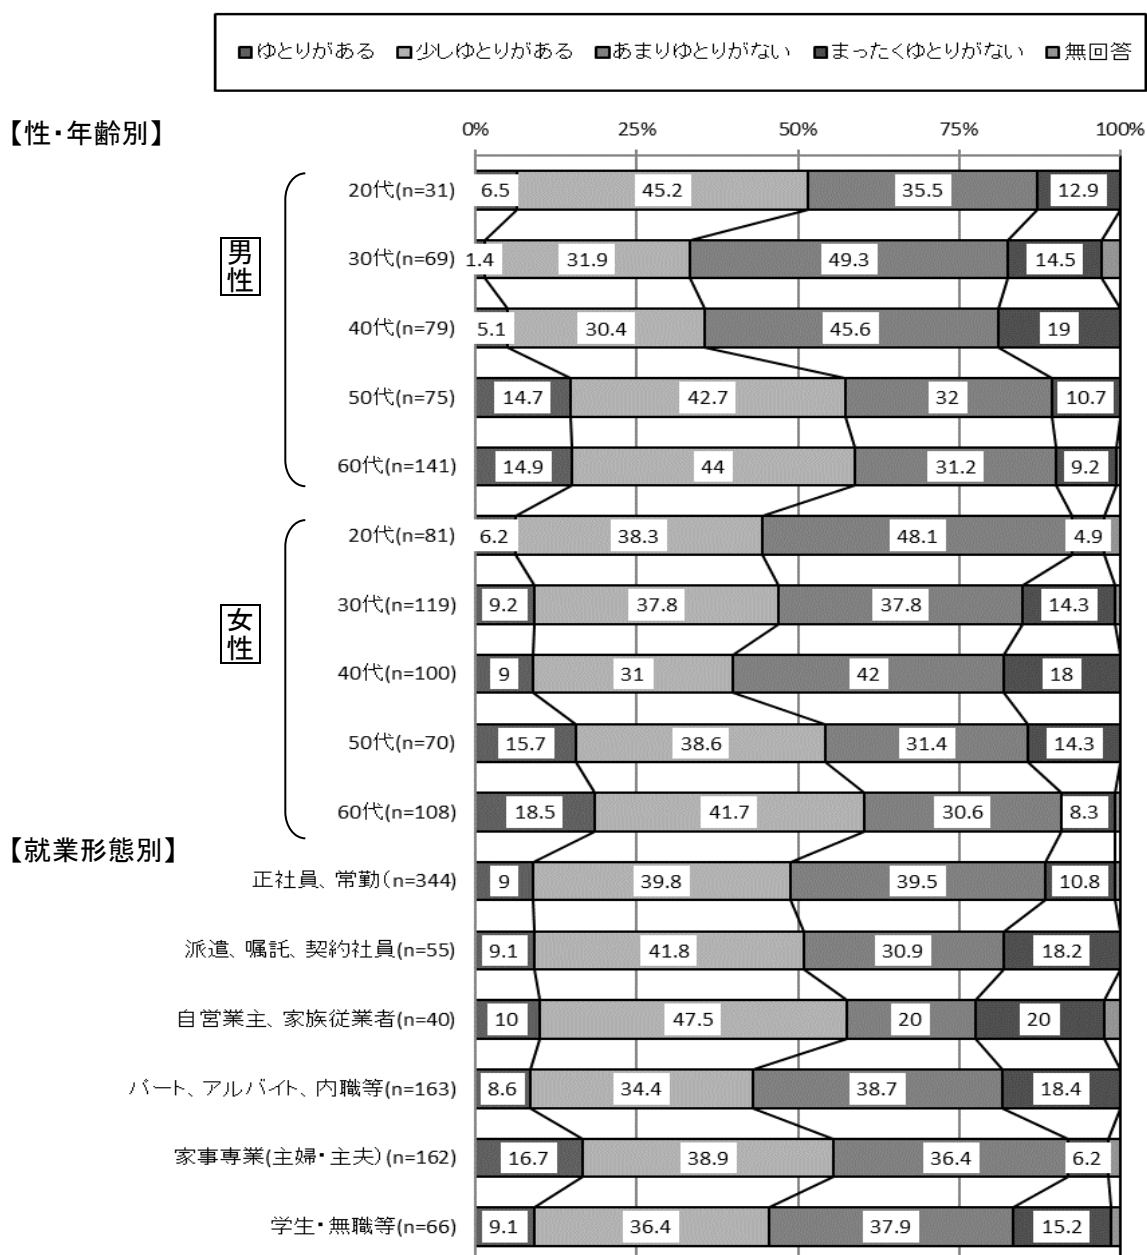 ゆとりがある 少しゆとりがある あまりゆとりがない まったくゆとりがない 無回答
【性・年齢別】
0% 25% 50% 75% 100%
男性
20代(n=31) 6.5 45.2 35.5 12.9
30代(n=69) 1.4 31.9 49.3 14.5
40代(n=79) 5.1 30.4 45.6 19
50代(n=75) 14.7 42.7 32 10.7
60代(n=141) 14.9 44 31.2 9.2
女性
20代(n=81) 6.2 38.3 48.1 4.9
30代(n=119) 9.2 37.8 37.8 14.3
40代(n=100) 9 31 42 18
50代(n=70) 15.7 38.6 31.4 14.3
60代(n=108) 18.5 41.7 30.6 8.3
【就業形態別】
正社員、常勤(n=344) 9 39.8 39.5 10.8
派遣、嘱託、契約社員(n=55) 9.1 41.8 30.9 18.2
自営業主、家族従業者(n=40) 10 47.5 20 20
パート、アルバイト、内職等(n=163) 8.6 34.4 38.7 18.4
家事専業(主婦・主夫)(n=162) 16.7 38.9 36.4 6.2
学生・無職等(n=66) 9.1 36.4 37.9 15.2